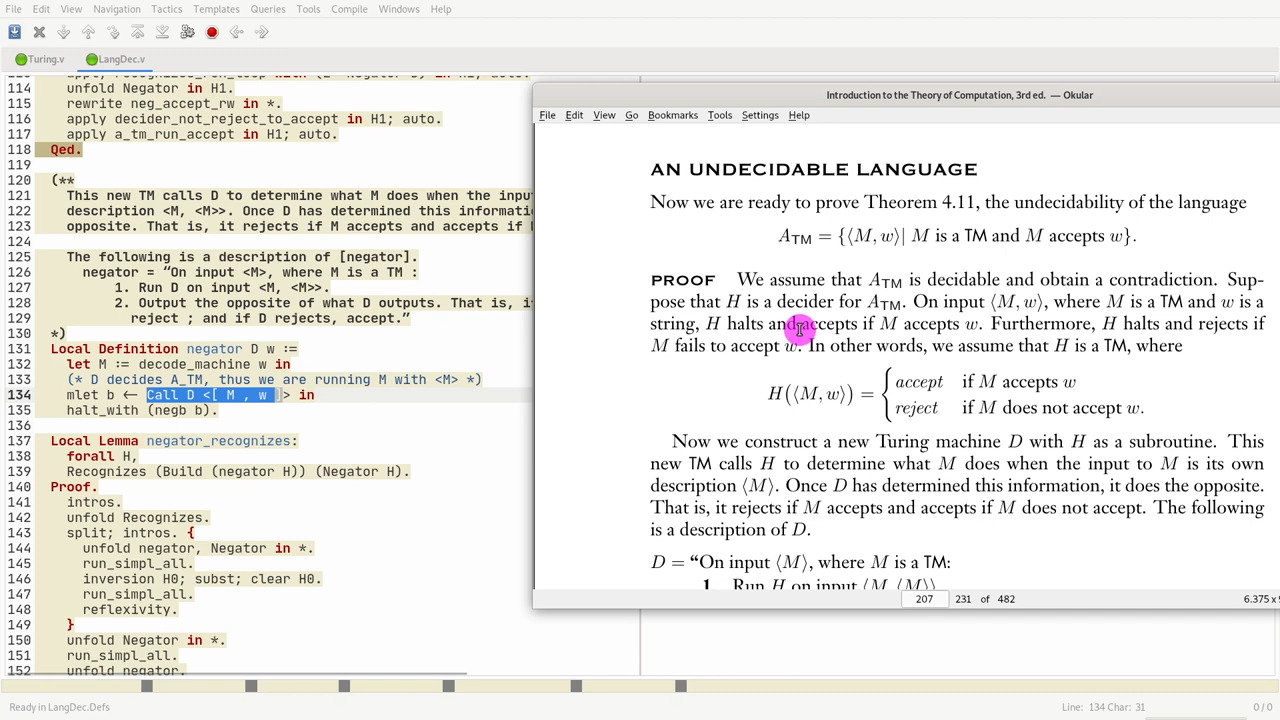 File Edit View Navigation Tactics Templates Queries Tools Compile Windows Help
Turing.v LangDec.v
114 unfold Negator in H1.
115 rewrite neg_accept_rw in *.
116 apply decider_not_reject_to_accept in H1; auto.
117 apply a_tm_run_accept in H1; auto.
118 Qed.
119
120 (**
121 This new TM calls D to determine what M does when the inpu
122 description <M, <M>>. Once D has determined this informati
123 opposite. That is, it rejects if M accepts and accepts if
124
125 The following is a description of [negator].
126 negator = “On input <M>, where M is a TM :
127 1. Run D on input <M, <M>>.
128 2. Output the opposite of what D outputs. That is, i
129 reject ; and if D rejects, accept.”
130 *)
131 Local Definition negator D w :=
132 let M := decode_machine w in
133 (* D decides A_TM, thus we are running M with <M> *)
134 mlet b <- Call D <[ M , w ]> in
135 halt_with (negb b).
136
137 Local Lemma negator_recognizes:
138 forall H,
139 Recognizes (Build (negator H)) (Negator H).
140 Proof.
141 intros.
142 unfold Recognizes.
143 split; intros. {
144 unfold negator, Negator in *.
145 run_simpl_all.
146 inversion H0; subst; clear H0.
147 run_simpl_all.
148 reflexivity.
149 }
150 unfold Negator in *.
151 run_simpl_all.
152 unfold negator.
Introduction to the Theory of Computation, 3rd ed. — Okular
File Edit View Go Bookmarks Tools Settings Help
AN UNDECIDABLE LANGUAGE
Now we are ready to prove Theorem 4.11, the undecidability of the language
A_TM = {⟨M, w⟩| M is a TM and M accepts w}.
PROOF We assume that A_TM is decidable and obtain a contradiction. Sup-
pose that H is a decider for A_TM. On input ⟨M, w⟩, where M is a TM and w is a
string, H halts and accepts if M accepts w. Furthermore, H halts and rejects if
M fails to accept w. In other words, we assume that H is a TM, where
H(⟨M, w⟩) = { accept if M accepts w
reject if M does not accept w.
Now we construct a new Turing machine D with H as a subroutine. This
new TM calls H to determine what M does when the input to M is its own
description ⟨M⟩. Once D has determined this information, it does the opposite.
That is, it rejects if M accepts and accepts if M does not accept. The following
is a description of D.
D = “On input ⟨M⟩, where M is a TM:
1. Run H on input ⟨M, ⟨M⟩⟩
207 231 of 482 6.375 x
Ready in LangDec.Defs Line: 134 Char: 31 0 / 0